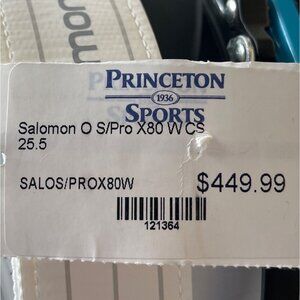 PRINCETON
1936
SPORTS
Salomon O S/Pro X80 W CS
25.5
SALOS/PROX80W
$449.99
121364